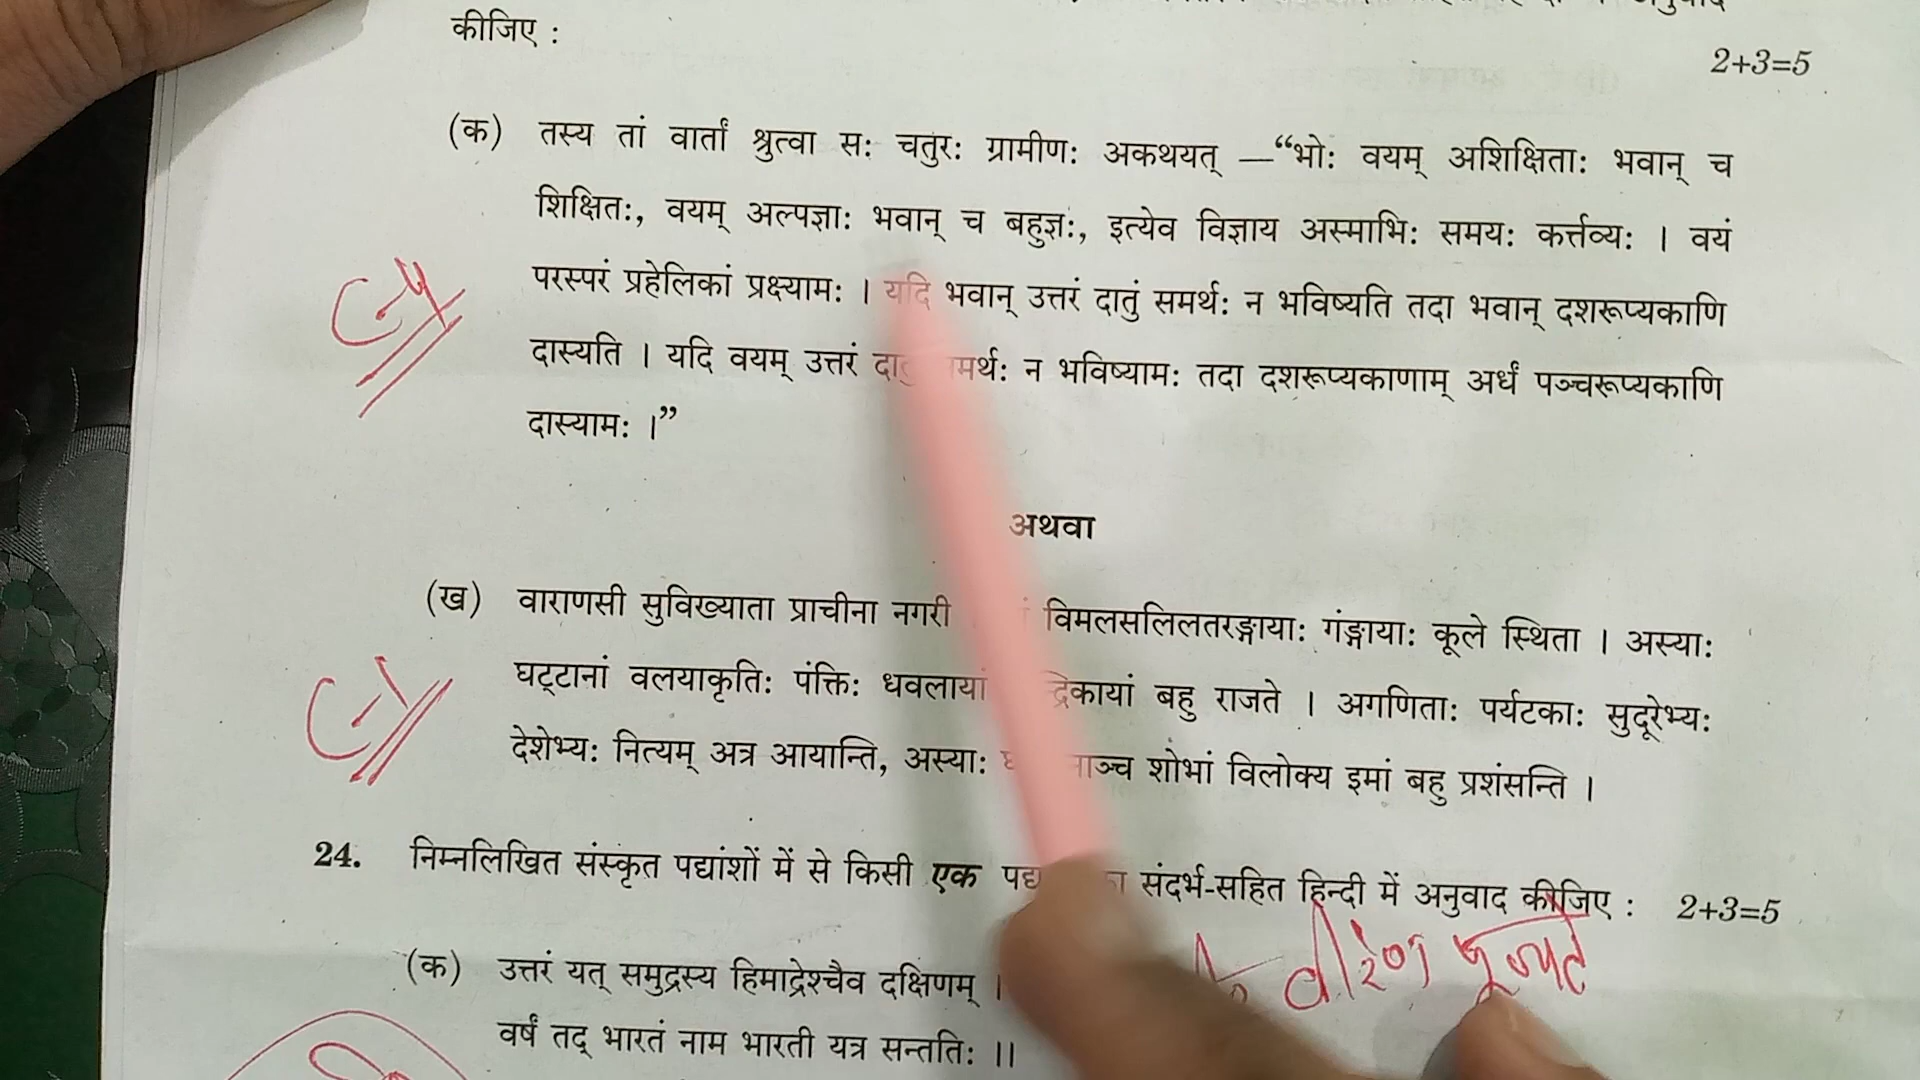 कीजिए :
2+3=5
(क) तस्य तां वार्तां श्रुत्वा सः चतुरः ग्रामीणः अकथयत् —“भोः वयम् अशिक्षिताः भवान् च
शिक्षितः, वयम् अल्पज्ञाः भवान् च बहुज्ञः, इत्येव विज्ञाय अस्माभिः समयः कर्त्तव्यः । वयं
परस्परं प्रहेलिकां प्रक्ष्यामः । यदि भवान् उत्तरं दातुं समर्थः न भविष्यति तदा भवान् दशरूप्यकाणि
दास्यति । यदि वयम् उत्तरं न भविष्यामः तदा दशरूप्यकाणाम् अर्धं पञ्चरूप्यकाणि
दास्यामः ।”
अथवा
(ख) वाराणसी सुविख्याता प्राचीना नगरी विमलसलिलतरङ्गायाः गंङ्गायाः कूले स्थिता । अस्याः
घट्टानां वलयाकृतिः पंक्तिः धवलायां बहु राजते । अगणिताः पर्यटकाः सुदूरेभ्यः
देशेभ्यः नित्यम् अत्र आयान्ति, अस्याः शोभां विलोक्य इमां बहु प्रशंसन्ति ।
24. निम्नलिखित संस्कृत पद्यांशों में से किसी एक संदर्भ-सहित हिन्दी में अनुवाद कीजिए : 2+3=5
(क) उत्तरं यत् समुद्रस्य हिमाद्रेश्चैव दक्षिणम् ।
वर्षं तद् भारतं नाम भारती यत्र सन्ततिः ।।